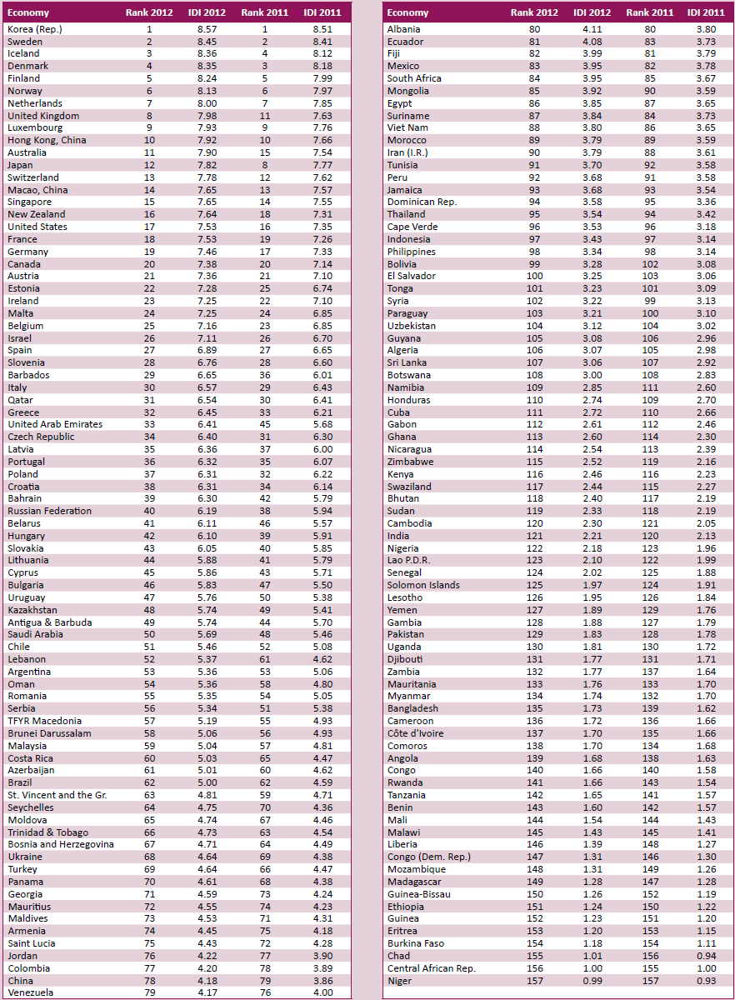 Economy Rank 2012 IDI 2012 Rank 2011 IDI 2011
Korea (Rep.) 1 8.57 1 8.51
Sweden 2 8.45 2 8.41
Iceland 3 8.36 4 8.12
Denmark 4 8.35 3 8.18
Finland 5 8.24 5 7.99
Norway 6 8.13 6 7.97
Netherlands 7 8.00 7 7.85
United Kingdom 8 7.98 11 7.63
Luxembourg 9 7.93 9 7.76
Hong Kong, China 10 7.92 10 7.66
Australia 11 7.90 15 7.54
Japan 12 7.82 8 7.77
Switzerland 13 7.78 12 7.62
Macao, China 14 7.65 13 7.57
Singapore 15 7.65 14 7.55
New Zealand 16 7.64 18 7.31
United States 17 7.53 16 7.35
France 18 7.53 19 7.26
Germany 19 7.46 17 7.33
Canada 20 7.38 20 7.14
Austria 21 7.36 21 7.10
Estonia 22 7.28 25 6.74
Ireland 23 7.25 22 7.10
Malta 24 7.25 24 6.85
Belgium 25 7.16 23 6.85
Israel 26 7.11 26 6.70
Spain 27 6.89 27 6.65
Slovenia 28 6.76 28 6.60
Barbados 29 6.65 36 6.01
Italy 30 6.57 29 6.43
Qatar 31 6.54 30 6.41
Greece 32 6.45 33 6.21
United Arab Emirates 33 6.41 45 5.68
Czech Republic 34 6.40 31 6.30
Latvia 35 6.36 37 6.00
Portugal 36 6.32 35 6.07
Poland 37 6.31 32 6.22
Croatia 38 6.31 34 6.14
Bahrain 39 6.30 42 5.79
Russian Federation 40 6.19 38 5.94
Belarus 41 6.11 46 5.57
Hungary 42 6.10 39 5.91
Slovakia 43 6.05 40 5.85
Lithuania 44 5.88 41 5.79
Cyprus 45 5.86 43 5.71
Bulgaria 46 5.83 47 5.50
Uruguay 47 5.76 50 5.38
Kazakhstan 48 5.74 49 5.41
Antigua & Barbuda 49 5.74 44 5.70
Saudi Arabia 50 5.69 48 5.46
Chile 51 5.46 52 5.08
Lebanon 52 5.37 61 4.62
Argentina 53 5.36 53 5.06
Oman 54 5.36 58 4.80
Romania 55 5.35 54 5.05
Serbia 56 5.34 51 5.38
TFYR Macedonia 57 5.19 55 4.93
Brunei Darussalam 58 5.06 56 4.93
Malaysia 59 5.04 57 4.81
Costa Rica 60 5.03 65 4.47
Azerbaijan 61 5.01 60 4.62
Brazil 62 5.00 62 4.59
St. Vincent and the Gr. 63 4.81 59 4.71
Seychelles 64 4.75 70 4.36
Moldova 65 4.74 67 4.46
Trinidad & Tobago 66 4.73 63 4.54
Bosnia and Herzegovina 67 4.71 64 4.49
Ukraine 68 4.64 69 4.38
Turkey 69 4.64 66 4.47
Panama 70 4.61 68 4.38
Georgia 71 4.59 73 4.24
Mauritius 72 4.55 74 4.23
Maldives 73 4.53 71 4.31
Armenia 74 4.45 75 4.18
Saint Lucia 75 4.43 72 4.28
Jordan 76 4.22 77 3.90
Colombia 77 4.20 78 3.89
China 78 4.18 79 3.86
Venezuela 79 4.17 76 4.00
Economy Rank 2012 IDI 2012 Rank 2011 IDI 2011
Albania 80 4.11 80 3.80
Ecuador 81 4.08 83 3.73
Fiji 82 3.99 81 3.79
Mexico 83 3.95 82 3.78
South Africa 84 3.95 85 3.67
Mongolia 85 3.92 90 3.59
Egypt 86 3.85 87 3.65
Suriname 87 3.84 84 3.73
Viet Nam 88 3.80 86 3.65
Morocco 89 3.79 89 3.59
Iran (I.R.) 90 3.79 88 3.61
Tunisia 91 3.70 92 3.58
Peru 92 3.68 91 3.58
Jamaica 93 3.68 93 3.54
Dominican Rep. 94 3.58 95 3.36
Thailand 95 3.54 94 3.42
Cape Verde 96 3.53 96 3.18
Indonesia 97 3.43 97 3.14
Philippines 98 3.34 98 3.14
Bolivia 99 3.28 102 3.08
El Salvador 100 3.25 103 3.06
Tonga 101 3.23 101 3.09
Syria 102 3.22 99 3.13
Paraguay 103 3.21 100 3.10
Uzbekistan 104 3.12 104 3.02
Guyana 105 3.08 106 2.96
Algeria 106 3.07 105 2.98
Sri Lanka 107 3.06 107 2.92
Botswana 108 3.00 108 2.83
Namibia 109 2.85 111 2.60
Honduras 110 2.74 109 2.70
Cuba 111 2.72 110 2.66
Gabon 112 2.61 112 2.46
Ghana 113 2.60 114 2.30
Nicaragua 114 2.54 113 2.39
Zimbabwe 115 2.52 119 2.16
Kenya 116 2.46 116 2.23
Swaziland 117 2.44 115 2.27
Bhutan 118 2.40 117 2.19
Sudan 119 2.33 118 2.19
Cambodia 120 2.30 121 2.05
India 121 2.21 120 2.13
Nigeria 122 2.18 123 1.96
Lao P.D.R. 123 2.10 122 1.99
Senegal 124 2.02 125 1.88
Solomon Islands 125 1.97 124 1.91
Lesotho 126 1.95 126 1.84
Yemen 127 1.89 129 1.76
Gambia 128 1.88 127 1.79
Pakistan 129 1.83 128 1.78
Uganda 130 1.81 130 1.72
Djibouti 131 1.77 131 1.71
Zambia 132 1.77 137 1.64
Mauritania 133 1.76 133 1.70
Myanmar 134 1.74 132 1.70
Bangladesh 135 1.73 139 1.62
Cameroon 136 1.72 136 1.66
Côte d'Ivoire 137 1.70 135 1.66
Comoros 138 1.70 134 1.68
Angola 139 1.68 138 1.63
Congo 140 1.66 140 1.58
Rwanda 141 1.66 143 1.54
Tanzania 142 1.65 141 1.57
Benin 143 1.60 142 1.57
Mali 144 1.54 144 1.43
Malawi 145 1.43 145 1.41
Liberia 146 1.39 148 1.27
Congo (Dem. Rep.) 147 1.31 146 1.30
Mozambique 148 1.31 149 1.26
Madagascar 149 1.28 147 1.28
Guinea-Bissau 150 1.26 152 1.19
Ethiopia 151 1.24 150 1.22
Guinea 152 1.23 151 1.20
Eritrea 153 1.20 153 1.15
Burkina Faso 154 1.18 154 1.11
Chad 155 1.01 156 0.94
Central African Rep. 156 1.00 155 1.00
Niger 157 0.99 157 0.93